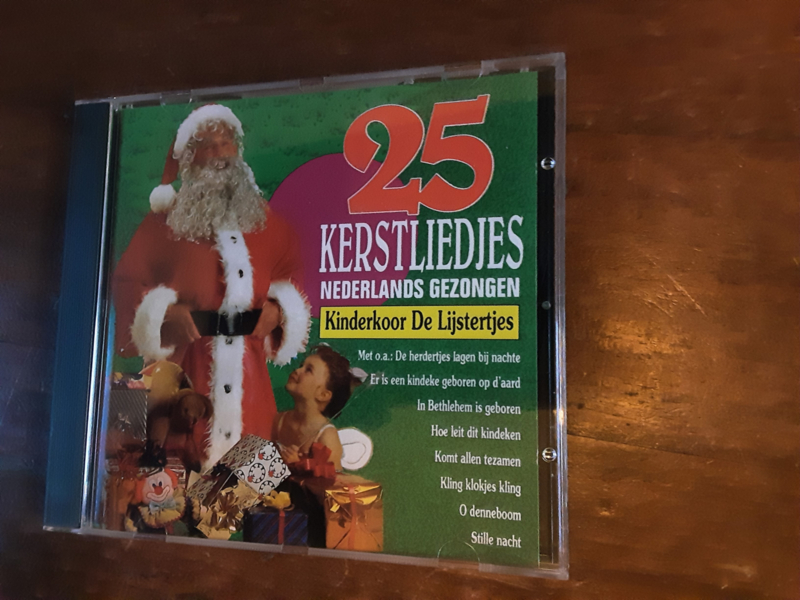 25
KERSTLIEDJES
NEDERLANDS GEZONGEN
Kinderkoor De Lijstertjes
Met o.a.: De herdertjes lagen bij nachte
Er is een kindeke geboren op d'aard
In Bethlehem is geboren
Hoe leit dit kindeken
Komt allen tezamen
Kling klokjes kling
O denneboom
Stille nacht